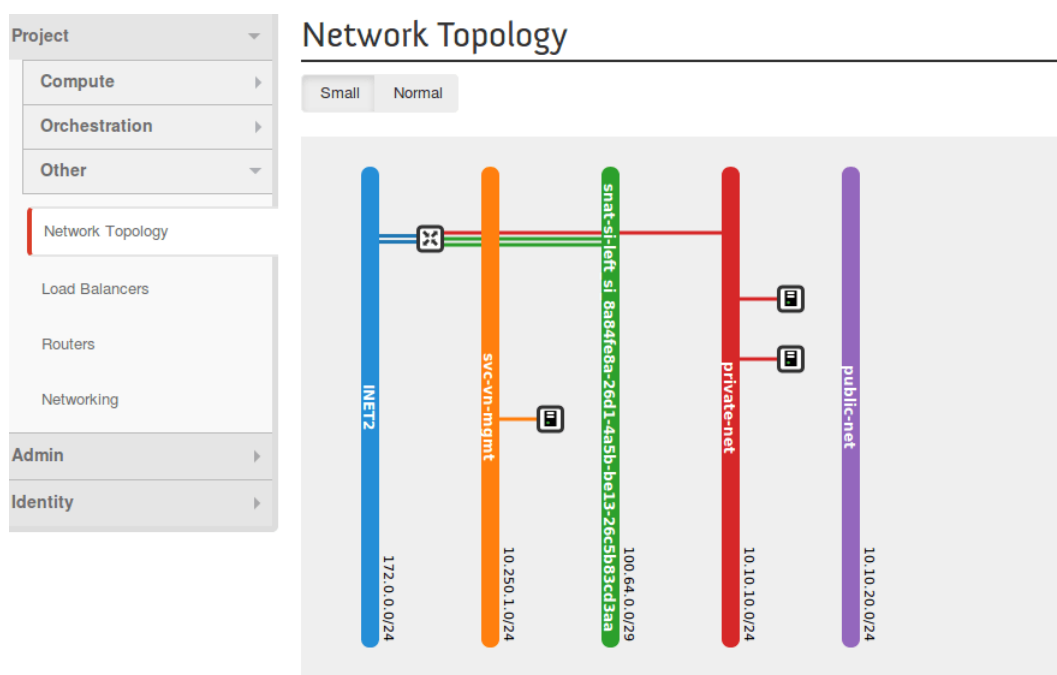 Project
Compute
Orchestration
Other
Network Topology
Load Balancers
Routers
Networking
Admin
Identity
Network Topology
Small
Normal
INET2
172.0.0.0/24
svc-vn-mgmt
10.250.1.0/24
snat-si-left_si_8a84fe8a-26d1-4a5b-be13-26c5b83cd3aa
100.64.0.0/29
private-net
10.10.10.0/24
public-net
10.10.20.0/24